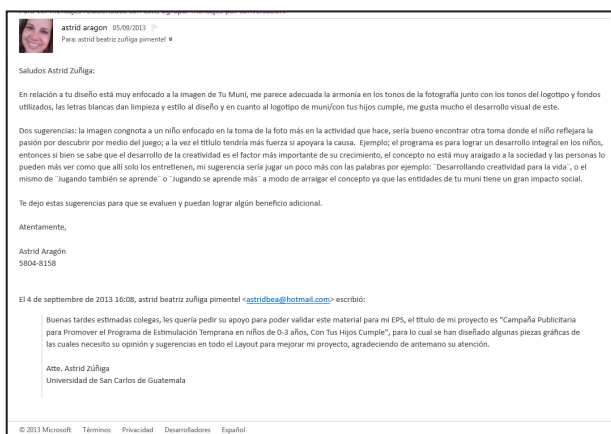 astrid aragon 05/09/2013
Para: astrid beatriz zuñiga pimentel
Saludos Astrid Zuñiga:
En relación a tu diseño está muy enfocado a la imagen de Tu Muni, me parece adecuada la armonía en los tonos de la fotografía junto con los tonos del logotipo y fondos
utilizados, las letras blancas dan limpieza y estilo al diseño y en cuanto al logotipo de muni/con tus hijos cumple, me gusta mucho el desarrollo visual de este.
Dos sugerencias: la imagen congnota a un niño enfocado en la toma de la foto más en la actividad que hace, sería bueno encontrar otra toma donde el niño reflejara la
pasión por descubrir por medio del juego; a la vez el título tendría más fuerza si apoyara la causa. Ejemplo; el programa es para lograr un desarrollo integral en los niños,
entonces si bien se sabe que el desarrollo de la creatividad es el factor más importante de su crecimiento, el concepto no está muy araigado a la sociedad y las personas lo
pueden más ver como que allí solo los entretienen, mi sugerencia sería jugar un poco más con las palabras por ejemplo: ¨Desarrollando creatividad para la vida¨, o el
mismo de ¨Jugando también se aprende¨ o ¨Jugando se aprende más¨ a modo de arraigar el concepto ya que las entidades de tu muni tiene un gran impacto social.
Te dejo estas sugerencias para que se evaluen y puedan lograr algún beneficio adicional.
Atentamente,
Astrid Aragón
5804-8158
El 4 de septiembre de 2013 16:08, astrid beatriz zuñiga pimentel <astridbea@hotmail.com> escribió:
Buenas tardes estimadas colegas, les quería pedir su apoyo para poder validar este material para mi EPS, el título de mi proyecto es "Campaña Publicitaria
para Promover el Programa de Estimulación Temprana en niños de 0-3 años, Con Tus Hijos Cumple", para lo cual se han diseñado algunas piezas gráficas de
las cuales necesito su opinión y sugerencias en todo el Layout para mejorar mi proyecto, agradeciendo de antemano su atención.
Atte. Astrid Zúñiga
Universidad de San Carlos de Guatemala
© 2013 Microsoft Términos Privacidad Desarrolladores Español